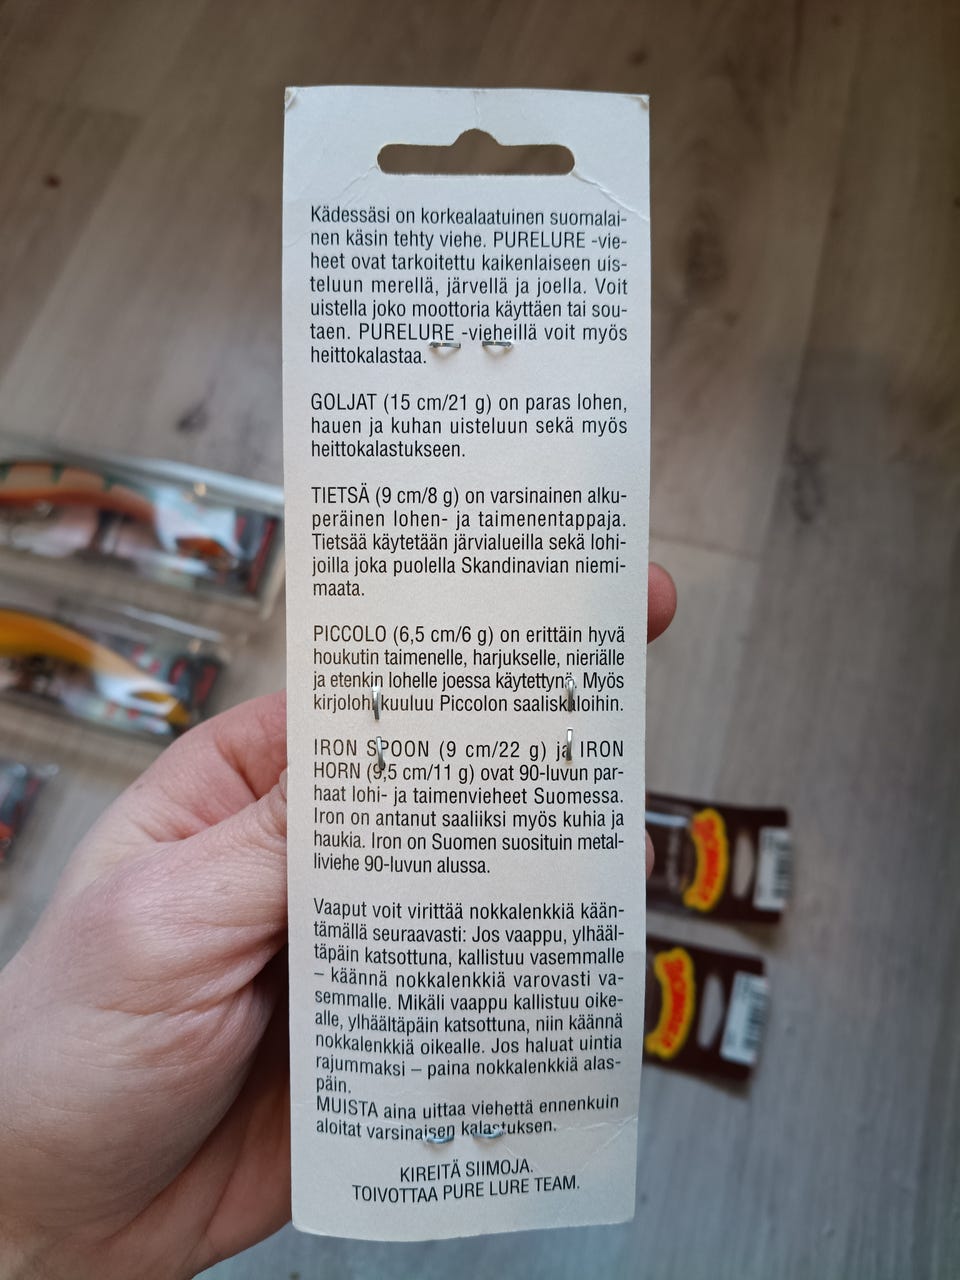 Kädessäsi on korkealaatuinen suomalai-
nen käsin tehty viehe. PURELURE -vie-
heet ovat tarkoitettu kaikenlaiseen uis-
teluun merellä, järvellä ja joella. Voit
uistella joko moottoria käyttäen tai sou-
taen. PURELURE -vieheillä voit myös
heittokalastaa.
GOLJAT (15 cm/21 g) on paras lohen,
hauen ja kuhan uisteluun sekä myös
heittokalastukseen.
TIETSÄ (9 cm/8 g) on varsinainen alku-
peräinen lohen- ja taimenentappaja.
Tietsää käytetään järvialueilla sekä lohi-
joilla joka puolella Skandinavian niemi-
maata.
PICCOLO (6,5 cm/6 g) on erittäin hyvä
houkutin taimenelle, harjukselle, nieriälle
ja etenkin lohelle joessa käytettynä. Myös
kirjolohi kuuluu Piccolon saaliskaloihin.
IRON SPOON (9 cm/22 g) ja IRON
HORN (9,5 cm/11 g) ovat 90-luvun par-
haat lohi- ja taimenvieheet Suomessa.
Iron on antanut saaliiksi myös kuhia ja
haukia. Iron on Suomen suosituin metal-
liviehe 90-luvun alussa.
Vaaput voit virittää nokkalenkkiä kään-
tämällä seuraavasti: Jos vaappu, ylhääl-
täpäin katsottuna, kallistuu vasemmalle
– käännä nokkalenkkiä varovasti va-
semmalle. Mikäli vaappu kallistuu oike-
alle, ylhäältäpäin katsottuna, niin käännä
nokkalenkkiä oikealle. Jos haluat uintia
rajummaksi – paina nokkalenkkiä alas-
päin.
MUISTA aina uittaa viehettä ennenkuin
aloitat varsinaisen kalastuksen.
KIREITÄ SIIMOJA.
TOIVOTTAA PURE LURE TEAM.